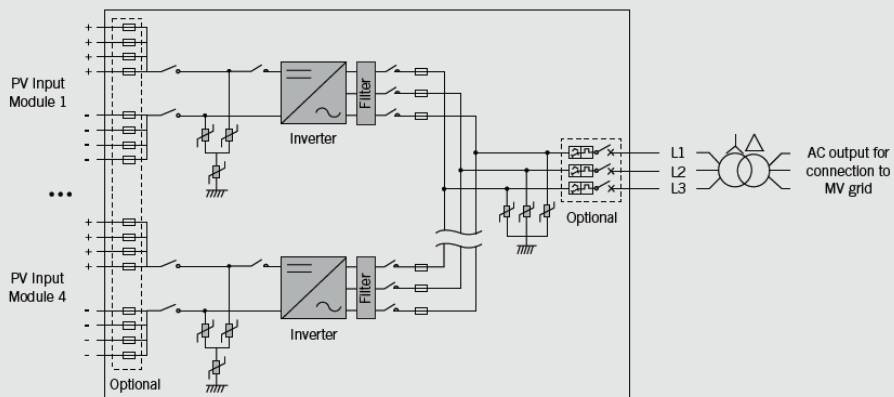 +
+
+
+
PV Input
Module 1
-
-
-
-
Inverter
Filter
Optional
L1
L2
L3
AC output for
connection to
MV grid
•••
+
+
+
+
PV Input
Module 4
-
-
-
-
Inverter
Filter
Optional